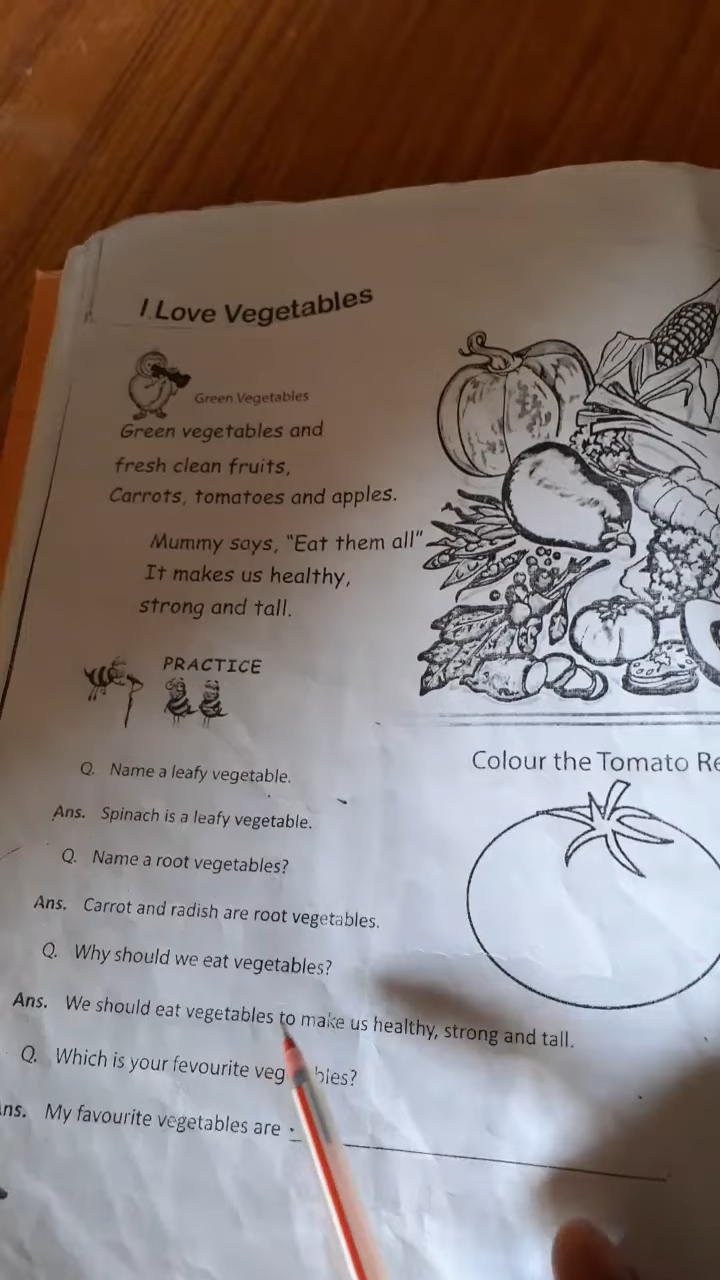 I Love Vegetables
Green Vegetables
Green vegetables and
fresh clean fruits,
Carrots, tomatoes and apples.
Mummy says, "Eat them all"
It makes us healthy,
strong and tall.
PRACTICE
Q. Name a leafy vegetable.
Ans. Spinach is a leafy vegetable.
Q. Name a root vegetables?
Ans. Carrot and radish are root vegetables.
Q. Why should we eat vegetables?
Ans. We should eat vegetables to make us healthy, strong and tall.
Q. Which is your fevourite
My favourite vegetables are
Colour the Tomato